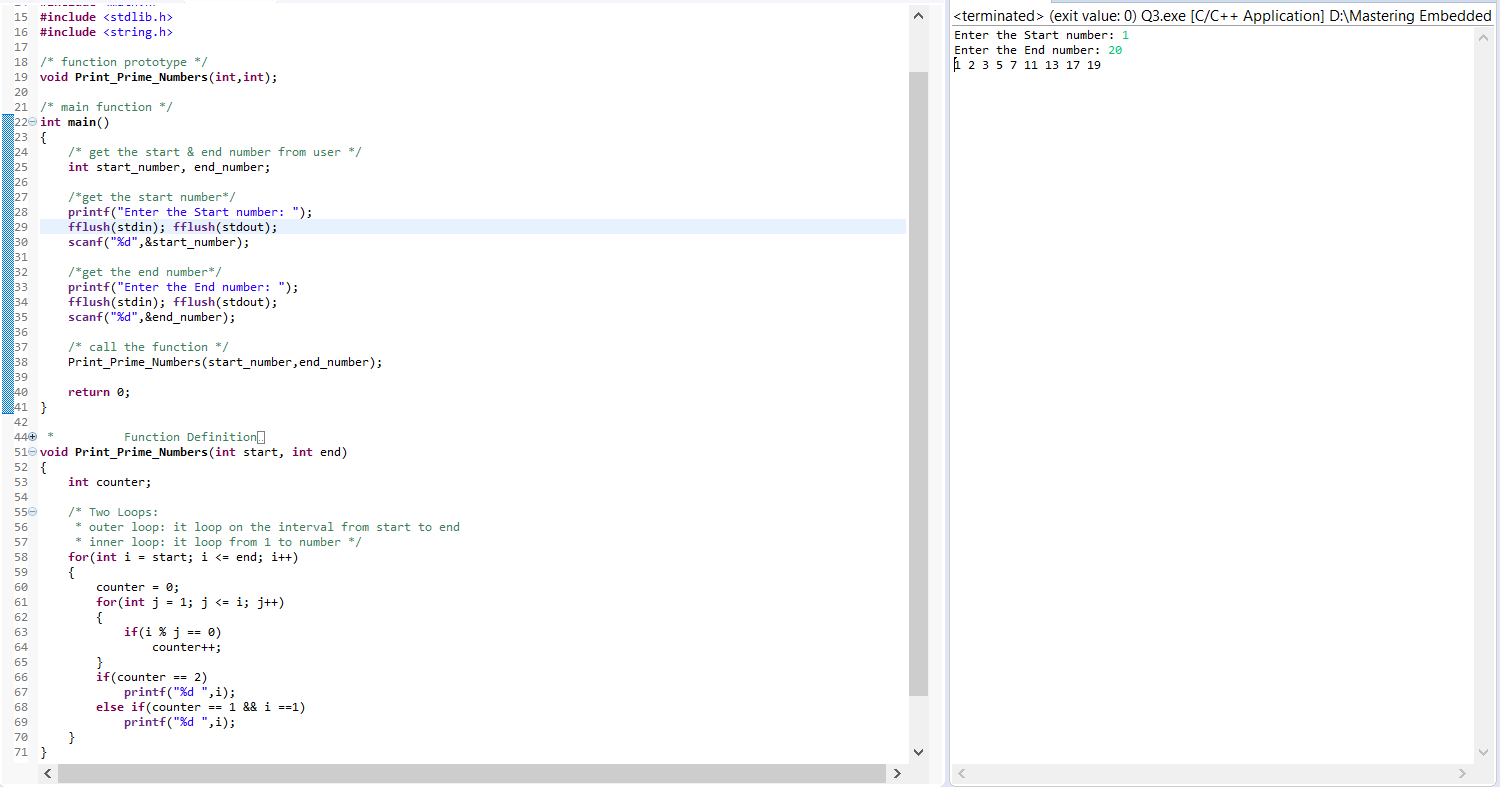 15 #include <stdlib.h>
16 #include <string.h>
17
18 /* function prototype */
19 void Print_Prime_Numbers(int,int);
20
21 /* main function */
22 int main()
23 {
24     /* get the start & end number from user */
25     int start_number, end_number;
26
27     /*get the start number*/
28     printf("Enter the Start number: ");
29     fflush(stdin); fflush(stdout);
30     scanf("%d",&start_number);
31
32     /*get the end number*/
33     printf("Enter the End number: ");
34     fflush(stdin); fflush(stdout);
35     scanf("%d",&end_number);
36
37     /* call the function */
38     Print_Prime_Numbers(start_number,end_number);
39
40     return 0;
41 }
42
44  *          Function Definition..
51 void Print_Prime_Numbers(int start, int end)
52 {
53     int counter;
54
55     /* Two Loops:
56      * outer loop: it loop on the interval from start to end
57      * inner loop: it loop from 1 to number */
58     for(int i = start; i <= end; i++)
59     {
60         counter = 0;
61         for(int j = 1; j <= i; j++)
62         {
63             if(i % j == 0)
64                 counter++;
65         }
66         if(counter == 2)
67             printf("%d ",i);
68         else if(counter == 1 && i ==1)
69             printf("%d ",i);
70     }
71 }
<terminated> (exit value: 0) Q3.exe [C/C++ Application] D:\Mastering Embedded
Enter the Start number: 1
Enter the End number: 20
1 2 3 5 7 11 13 17 19